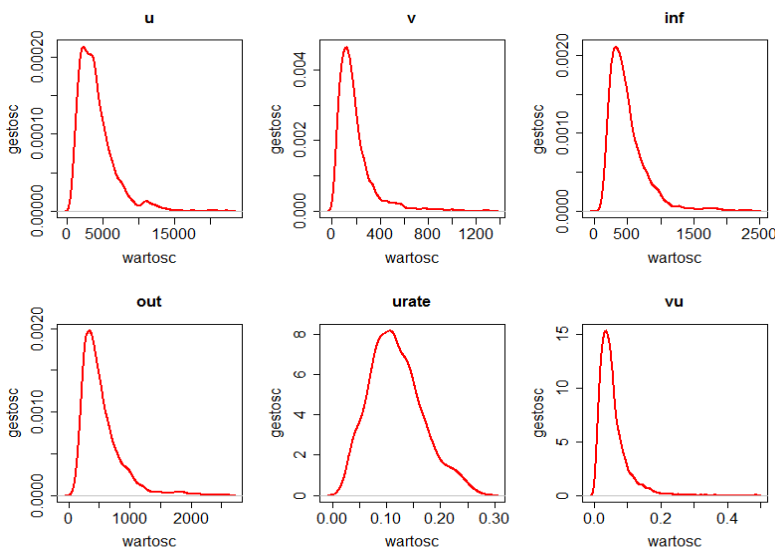 u
v
inf
gestosc
0.00000
0.00010
0.00020
0
5000
15000
wartosc
gestosc
0.000
0.002
0.004
0
400
800
1200
wartosc
gestosc
0.0000
0.0010
0.0020
0
500
1500
2500
wartosc
out
urate
vu
gestosc
0.0000
0.0010
0.0020
0
1000
2000
wartosc
gestosc
0
2
4
6
8
0.00
0.10
0.20
0.30
wartosc
gestosc
0
5
10
15
0.0
0.2
0.4
wartosc